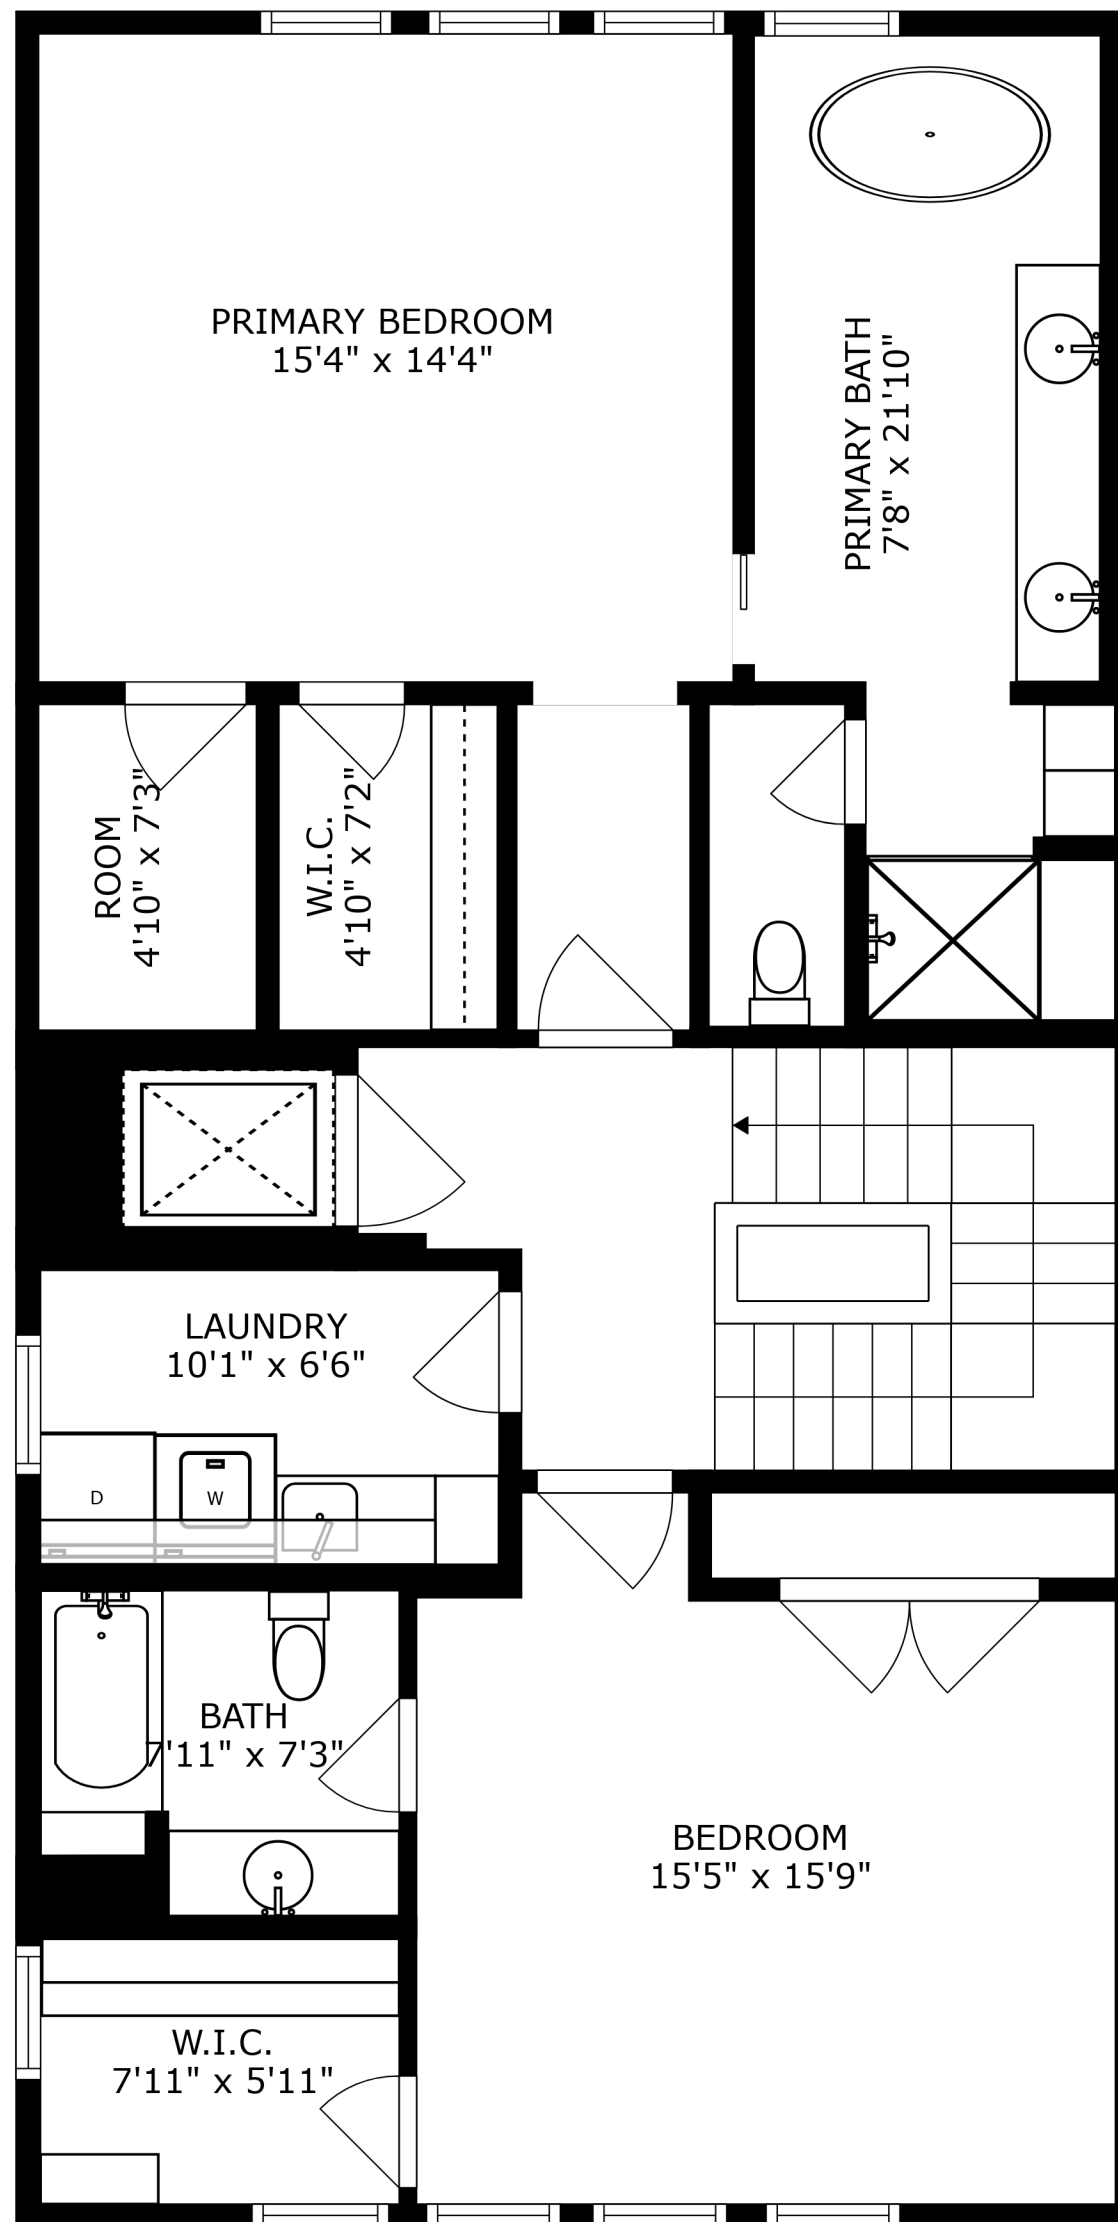 PRIMARY BEDROOM
15'4" x 14'4"
PRIMARY BATH
7'8" x 21'10"
ROOM
4'10" x 7'3"
W.I.C.
4'10" x 7'2"
LAUNDRY
10'1" x 6'6"
D
W
BATH
7'11" x 7'3"
BEDROOM
15'5" x 15'9"
W.I.C.
7'11" x 5'11"